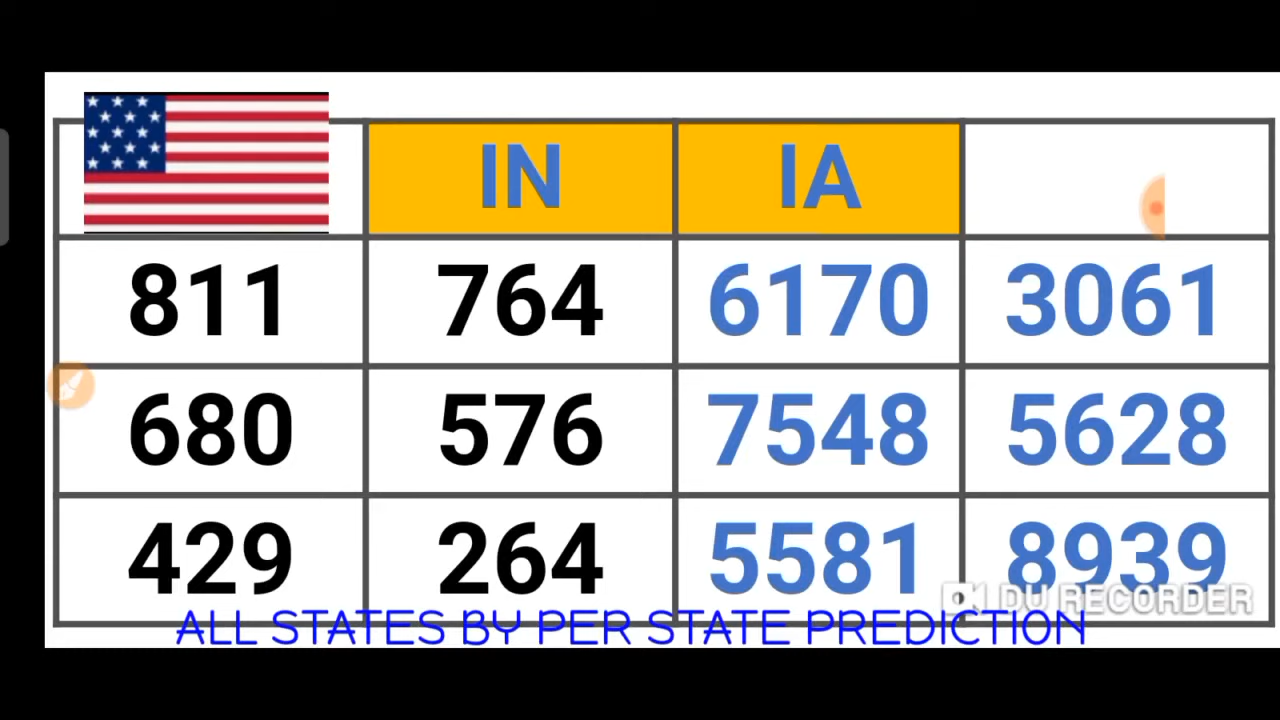 IN IA
811 764 6170 3061
680 576 7548 5628
429 264 5581 8939
DU RECORDER
ALL STATES BY PER STATE PREDICTION